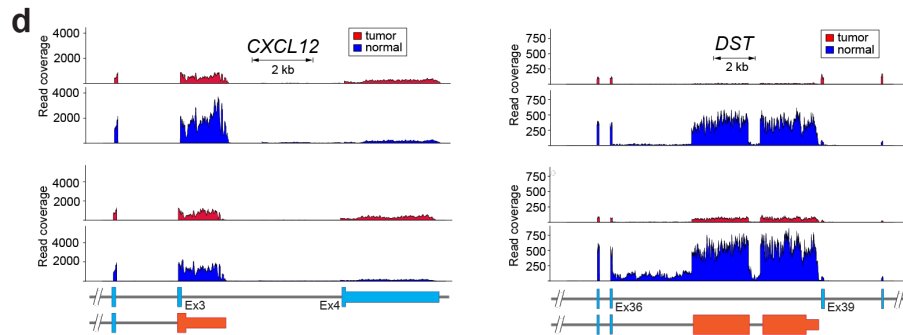 d
CXCL12
2 kb
tumor
normal
Read coverage
4000
2000
4000
2000
Read coverage
4000
2000
4000
2000
Ex3
Ex4
DST
2 kb
tumor
normal
Read coverage
750
500
250
750
500
250
Read coverage
750
500
250
750
500
250
Ex36
Ex39